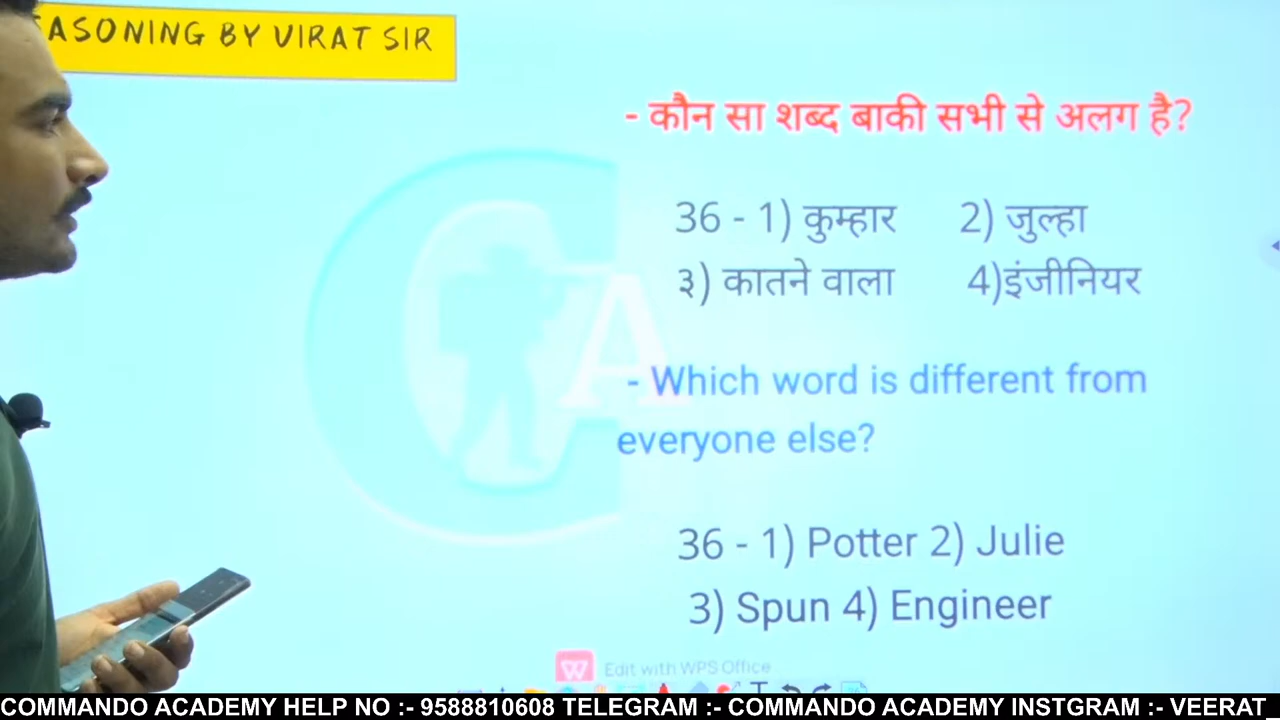 ASONING BY VIRAT SIR
- कौन सा शब्द बाकी सभी से अलग है?
36 - 1) कुम्हार 2) जुल्हा
३) कातने वाला 4)इंजीनियर
CA
- Which word is different from
everyone else?
36 - 1) Potter 2) Julie
3) Spun 4) Engineer
W Edit with WPS Office
COMMANDO ACADEMY HELP NO :- 9588810608 TELEGRAM :- COMMANDO ACADEMY INSTGRAM :- VEERAT